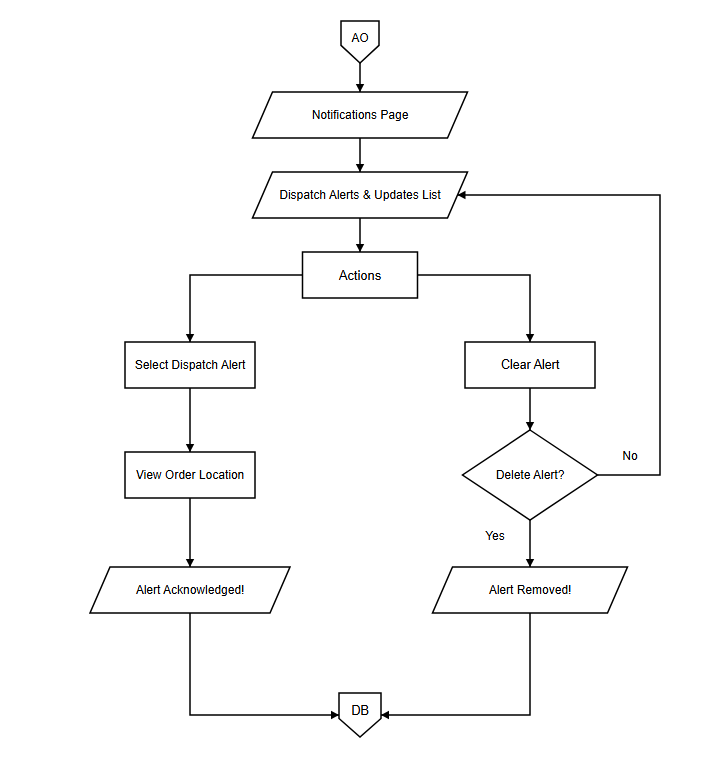 AO
Notifications Page
Dispatch Alerts & Updates List
Actions
Select Dispatch Alert
Clear Alert
View Order Location
Delete Alert?
No
Yes
Alert Acknowledged!
Alert Removed!
DB